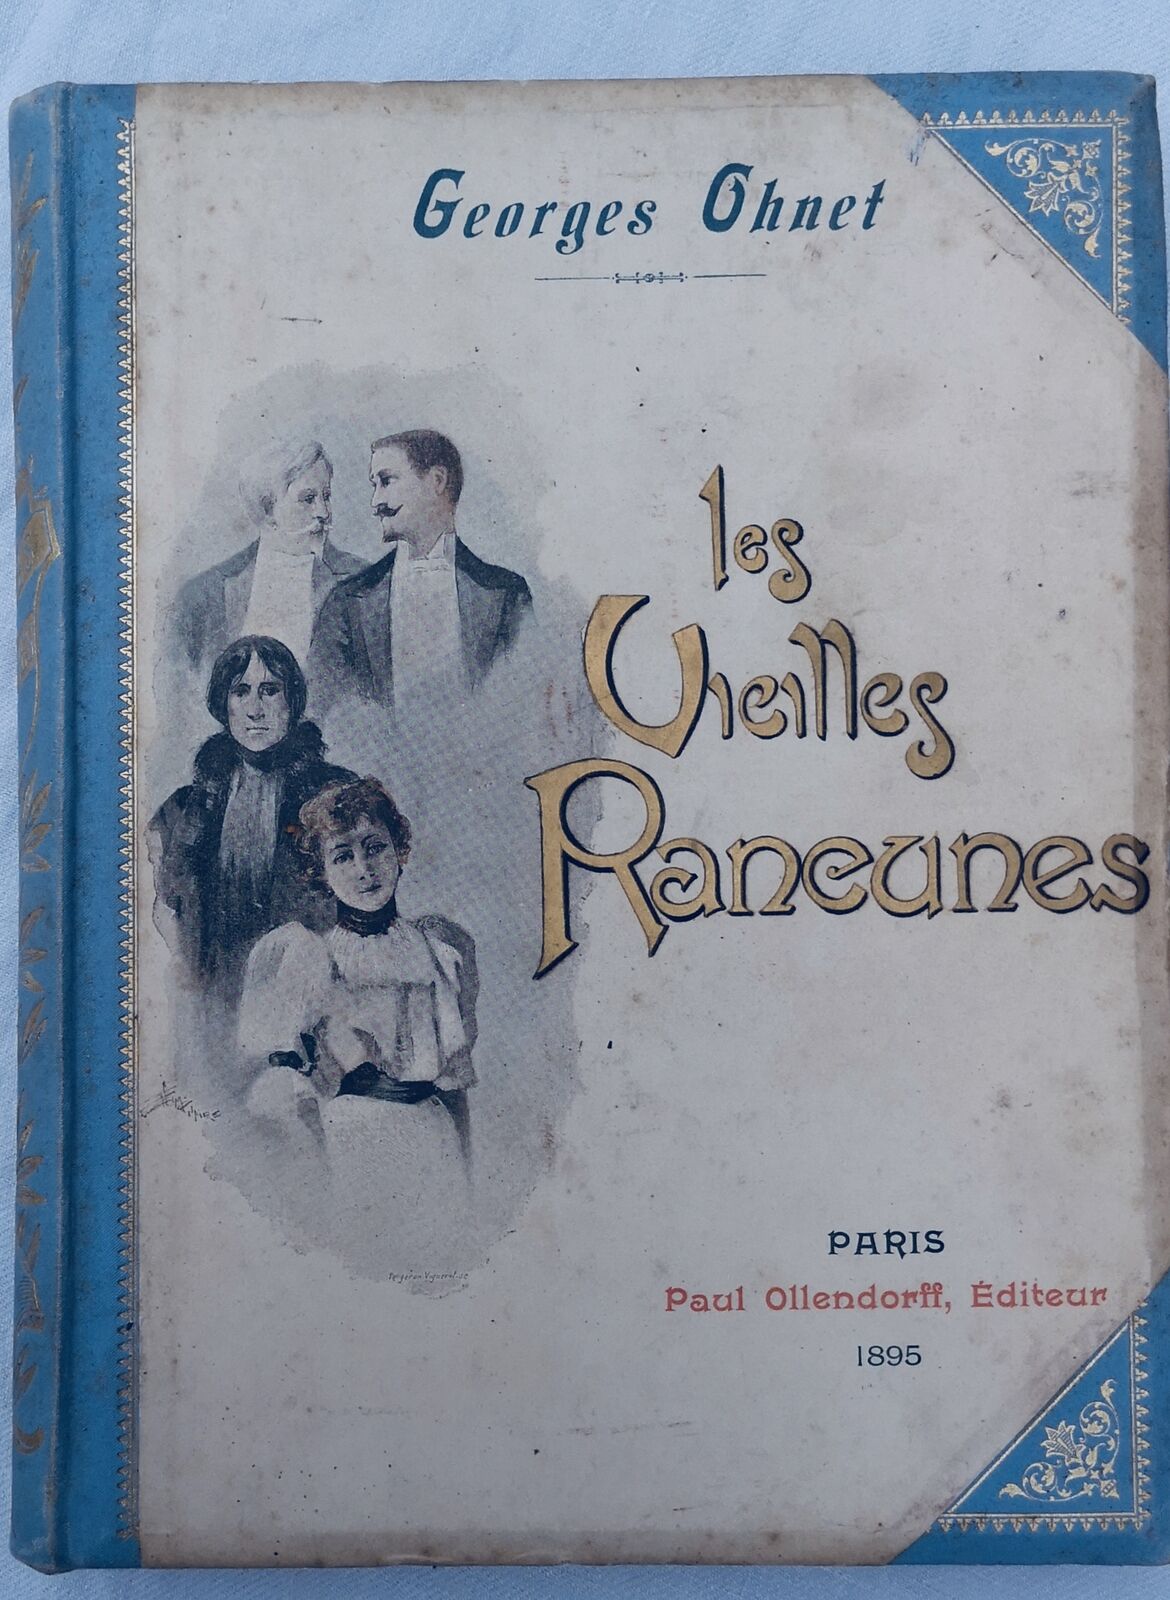 Georges Ohnet
les
Vieilles
Rancunes
PARIS
Paul Ollendorff, Éditeur
1895